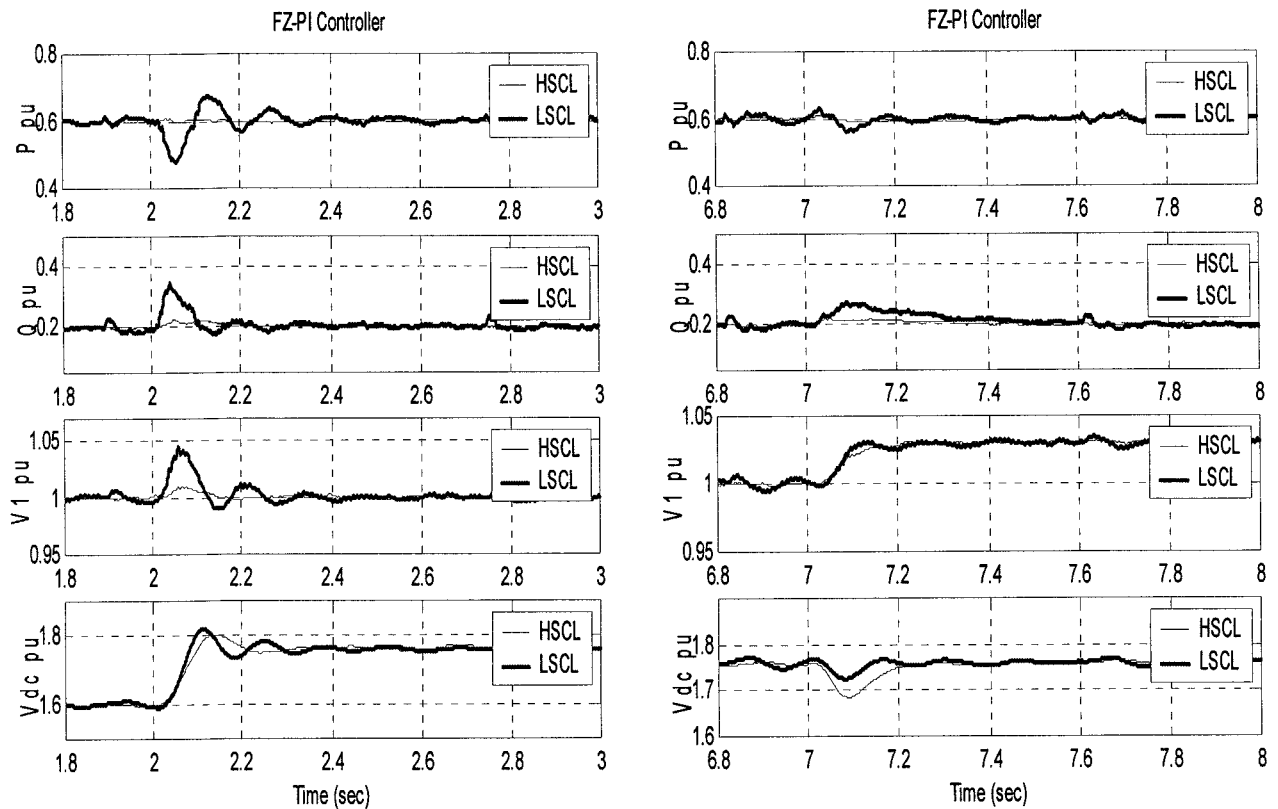 FZ-PI Controller
0.8
0.6
0.4
P pu
HSCL
LSCL
1.8 2 2.2 2.4 2.6 2.8 3
0.4
0.2
Q pu
HSCL
LSCL
1.8 2 2.2 2.4 2.6 2.8 3
1.05
1
0.95
V1 pu
HSCL
LSCL
1.8 2 2.2 2.4 2.6 2.8 3
1.8
1.6
Vdc pu
HSCL
LSCL
1.8 2 2.2 2.4 2.6 2.8 3
Time (sec)
FZ-PI Controller
0.8
0.6
0.4
P pu
HSCL
LSCL
6.8 7 7.2 7.4 7.6 7.8 8
0.4
0.2
Q pu
HSCL
LSCL
6.8 7 7.2 7.4 7.6 7.8 8
1.05
1
0.95
V1 pu
HSCL
LSCL
6.8 7 7.2 7.4 7.6 7.8 8
1.8
1.7
1.6
Vdc pu
HSCL
LSCL
6.8 7 7.2 7.4 7.6 7.8 8
Time (sec)